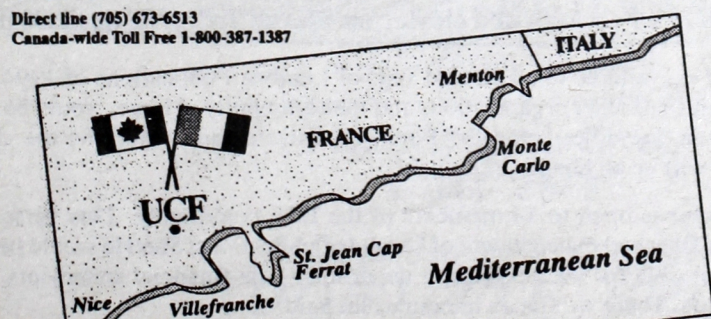 Direct line (705) 673-6513
Canada-wide Toll Free 1-800-387-1387
ITALY
Menton
FRANCE
Monte
Carlo
UCF
St. Jean Cap
Ferrat
Mediterranean Sea
Nice
Villefranche